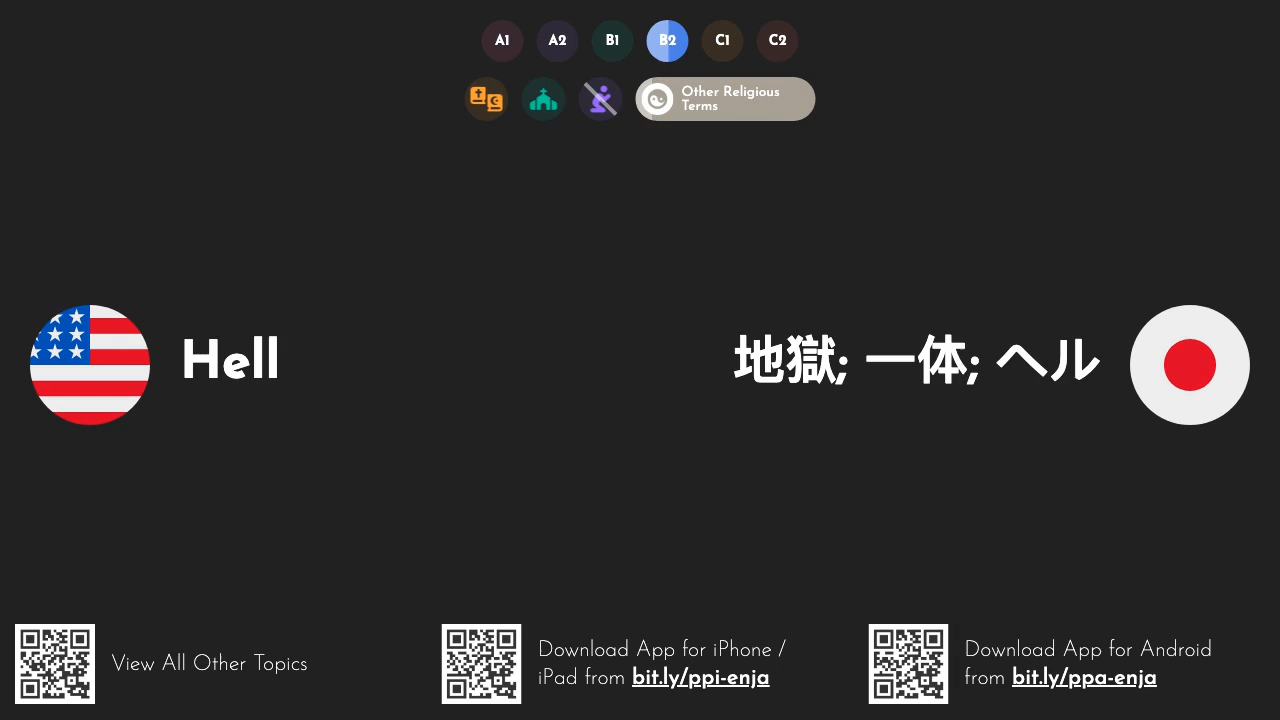 A1 A2 B1 B2 C1 C2
Other Religious
Terms
Hell
地獄; 一体; ヘル
View All Other Topics
Download App for iPhone /
iPad from bit.ly/ppi-enja
Download App for Android
from bit.ly/ppa-enja